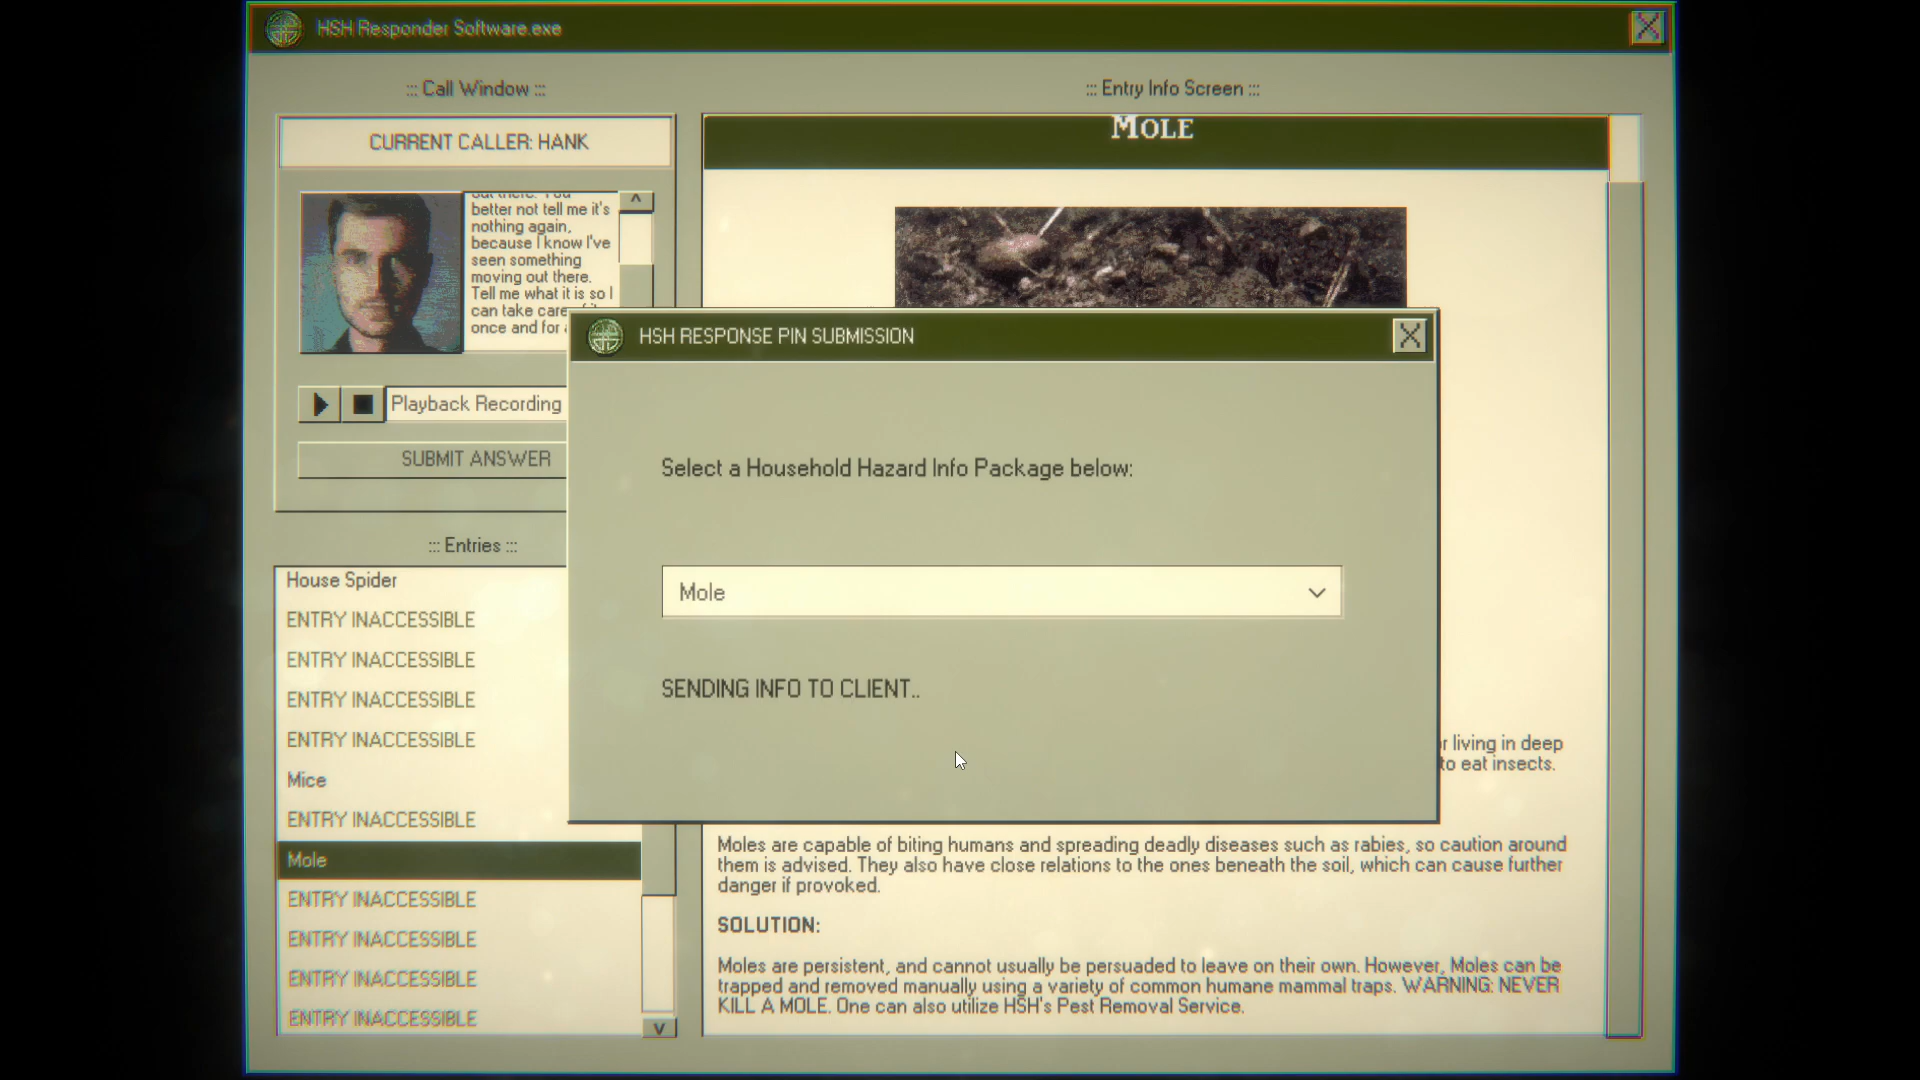 HSH Responder Software.exe
::: Call Window :::
CURRENT CALLER: HANK
better not tell me it's
nothing again,
because I know I've
seen something
moving out there.
Tell me what it is so I
can take care
once and for
Playback Recording
SUBMIT ANSWER
::: Entries :::
House Spider
ENTRY INACCESSIBLE
ENTRY INACCESSIBLE
ENTRY INACCESSIBLE
ENTRY INACCESSIBLE
Mice
ENTRY INACCESSIBLE
Mole
ENTRY INACCESSIBLE
ENTRY INACCESSIBLE
ENTRY INACCESSIBLE
ENTRY INACCESSIBLE
::: Entry Info Screen :::
MOLE
living in deep
to eat insects.
Moles are capable of biting humans and spreading deadly diseases such as rabies, so caution around
them is advised. They also have close relations to the ones beneath the soil, which can cause further
danger if provoked.
SOLUTION:
Moles are persistent, and cannot usually be persuaded to leave on their own. However, Moles can be
trapped and removed manually using a variety of common humane mammal traps. WARNING: NEVER
KILL A MOLE. One can also utilize HSH's Pest Removal Service.
HSH RESPONSE PIN SUBMISSION
Select a Household Hazard Info Package below:
Mole
SENDING INFO TO CLIENT..